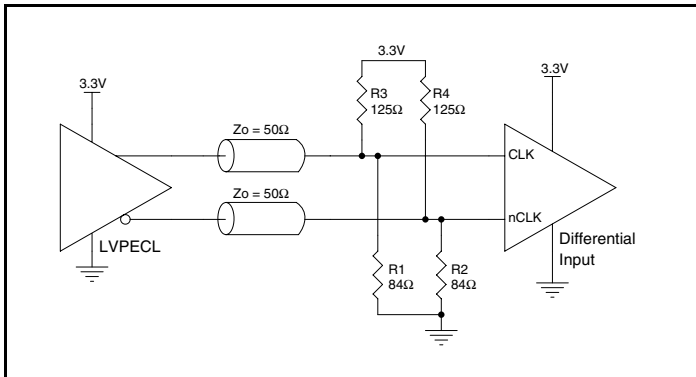 3.3V
3.3V
3.3V
R3
125Ω
R4
125Ω
Zo = 50Ω
CLK
Zo = 50Ω
nCLK
LVPECL
Differential
Input
R1
84Ω
R2
84Ω